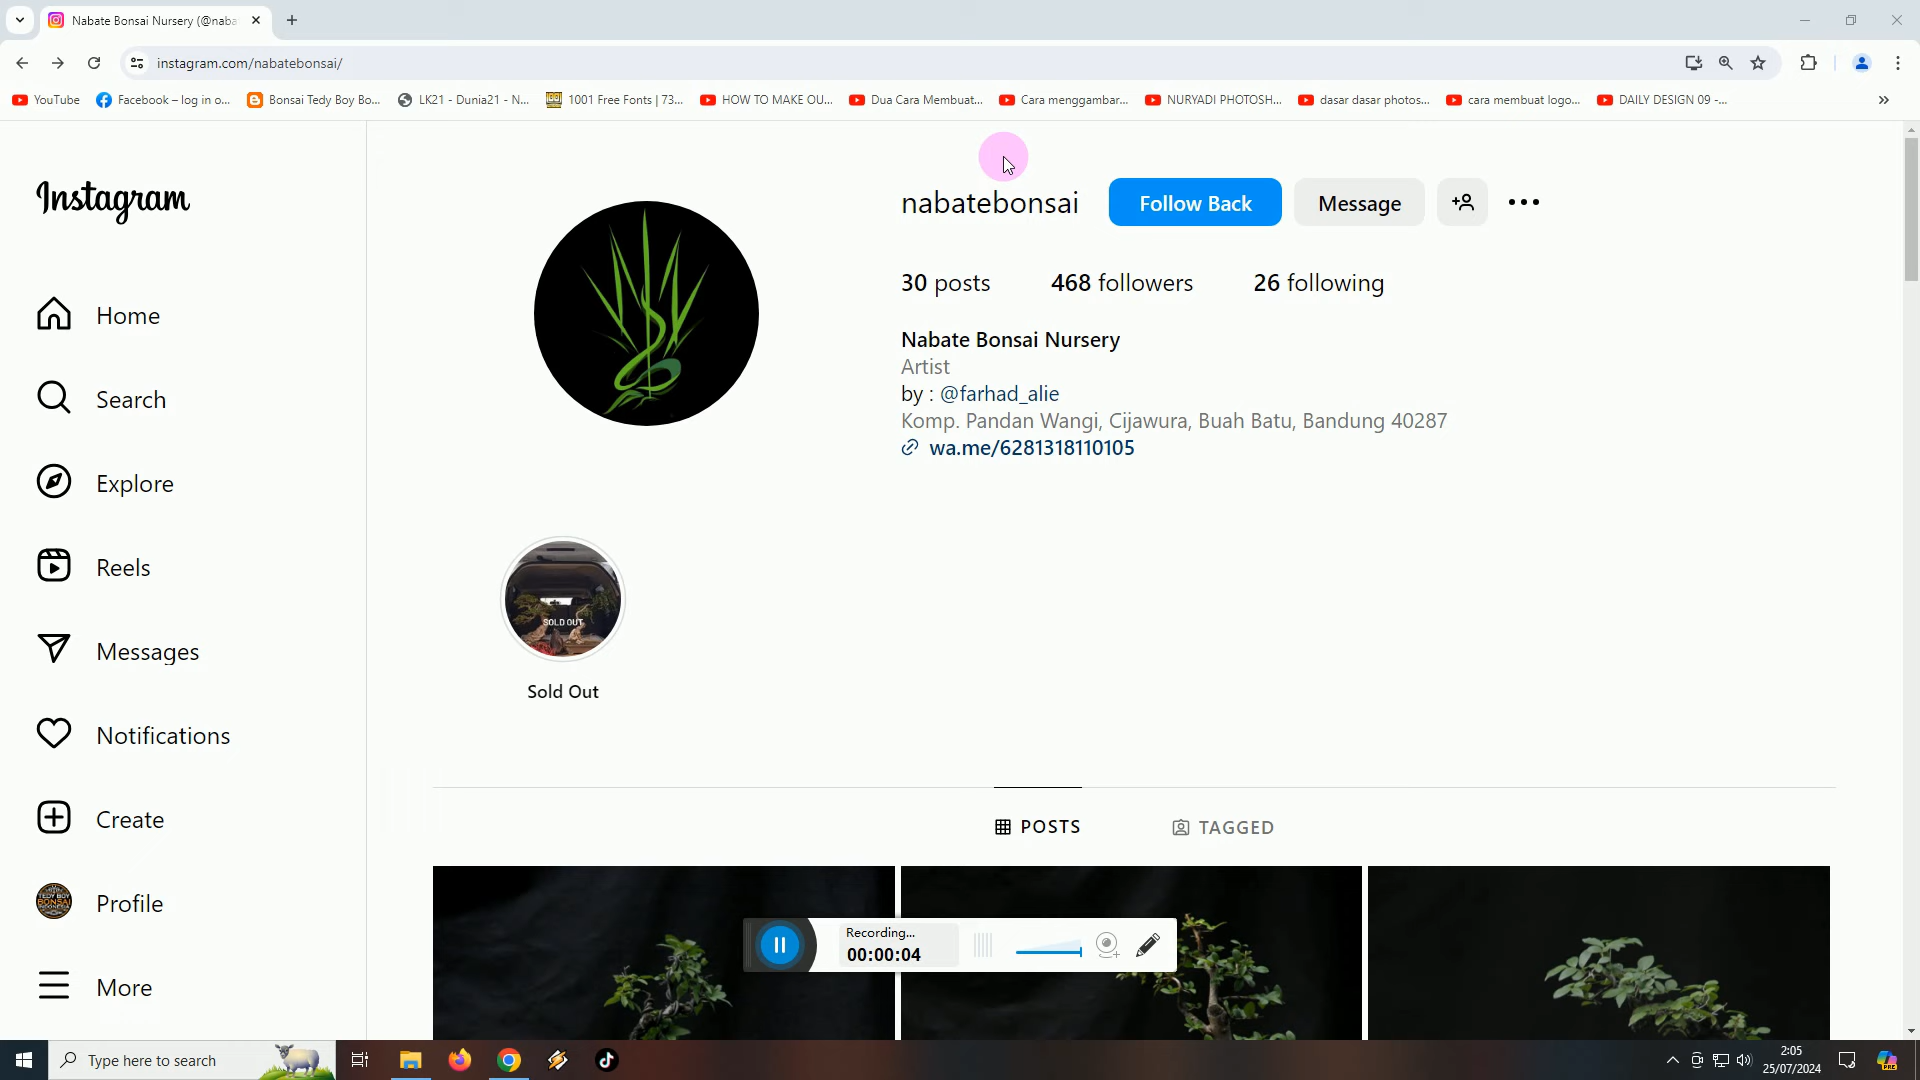 Nabate Bonsai Nursery (@naba
instagram.com/nabatebonsai/
YouTube
Facebook – log in o...
Bonsai Tedy Boy Bo...
LK21 - Dunia21 - N...
1001 Free Fonts | 73...
HOW TO MAKE OU...
Dua Cara Membuat...
Cara menggambar...
NURYADI PHOTOSH...
dasar dasar photos...
cara membuat logo...
DAILY DESIGN 09 -...
Instagram
Home
Search
Explore
Reels
Messages
Notifications
Create
Profile
More
nabatebonsai
Follow Back
Message
30 posts
468 followers
26 following
Nabate Bonsai Nursery
Artist
by : @farhad_alie
Komp. Pandan Wangi, Cijawura, Buah Batu, Bandung 40287
wa.me/6281318110105
SOLD OUT
Sold Out
POSTS
TAGGED
Recording...
00:00:04
Type here to search
2:05
25/07/2024